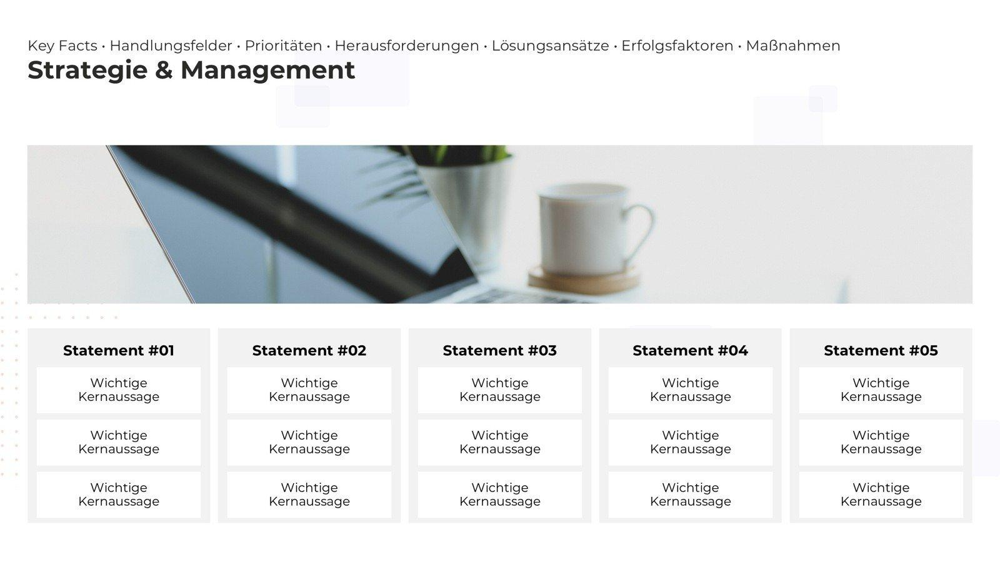 Key Facts • Handlungsfelder • Prioritäten • Herausforderungen • Lösungsansätze • Erfolgsfaktoren • Maßnahmen
Strategie & Management
Statement #01
Wichtige
Kernaussage
Wichtige
Kernaussage
Wichtige
Kernaussage
Statement #02
Wichtige
Kernaussage
Wichtige
Kernaussage
Wichtige
Kernaussage
Statement #03
Wichtige
Kernaussage
Wichtige
Kernaussage
Wichtige
Kernaussage
Statement #04
Wichtige
Kernaussage
Wichtige
Kernaussage
Wichtige
Kernaussage
Statement #05
Wichtige
Kernaussage
Wichtige
Kernaussage
Wichtige
Kernaussage